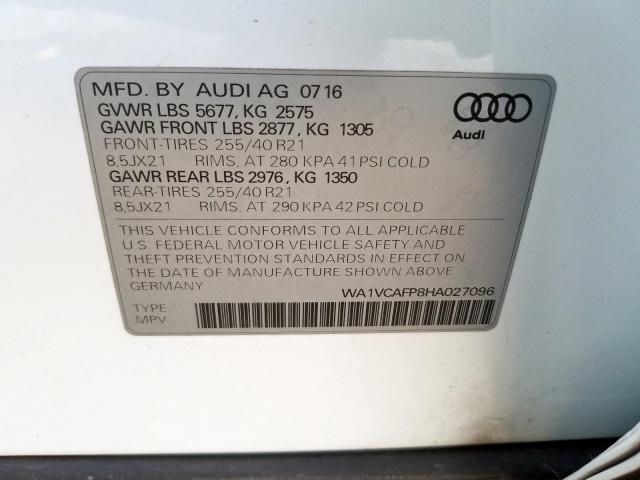 MFD. BY AUDI AG 0716
GVWR LBS 5677, KG 2575
GAWR FRONT LBS 2877, KG 1305
FRONT-TIRES 255/40 R21
8,5JX21 RIMS, AT 280 KPA 41 PSI COLD
GAWR REAR LBS 2976, KG 1350
REAR-TIRES 255/40 R21
8,5JX21 RIMS, AT 290 KPA 42 PSI COLD
Audi
THIS VEHICLE CONFORMS TO ALL APPLICABLE
U.S. FEDERAL MOTOR VEHICLE SAFETY AND
THEFT PREVENTION STANDARDS IN EFFECT ON
THE DATE OF MANUFACTURE SHOWN ABOVE
GERMANY WA1VCAFP8HA027096
TYPE
MPV